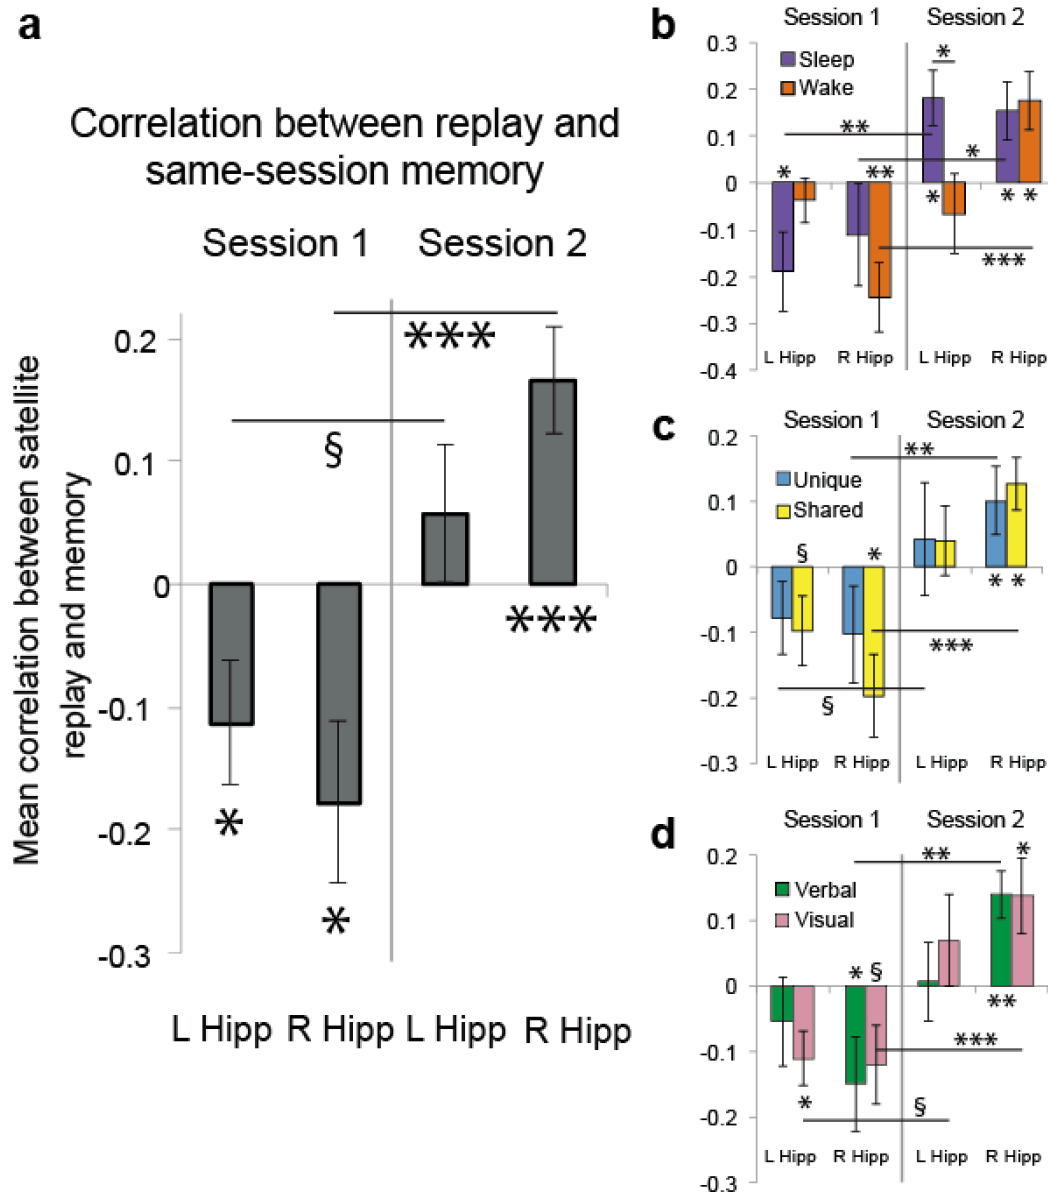 a
Correlation between replay and
same-session memory
Session 1 Session 2
Mean correlation between satellite
replay and memory
0.2
0.1
0
-0.1
-0.2
-0.3
***
§
***
*
*
L Hipp R Hipp L Hipp R Hipp
b
Session 1 Session 2
0.3
0.2
0.1
0
-0.1
-0.2
-0.3
-0.4
Sleep
Wake
*
**
*
* **
* * *
***
L Hipp R Hipp L Hipp R Hipp
c
Session 1 Session 2
0.2
0.1
0
-0.1
-0.2
-0.3
**
Unique
Shared
§ *
* *
***
§
L Hipp R Hipp L Hipp R Hipp
d
Session 1 Session 2
0.2
0.1
0
-0.1
-0.2
-0.3
** *
Verbal
Visual
* §
**
***
* §
L Hipp R Hipp L Hipp R Hipp